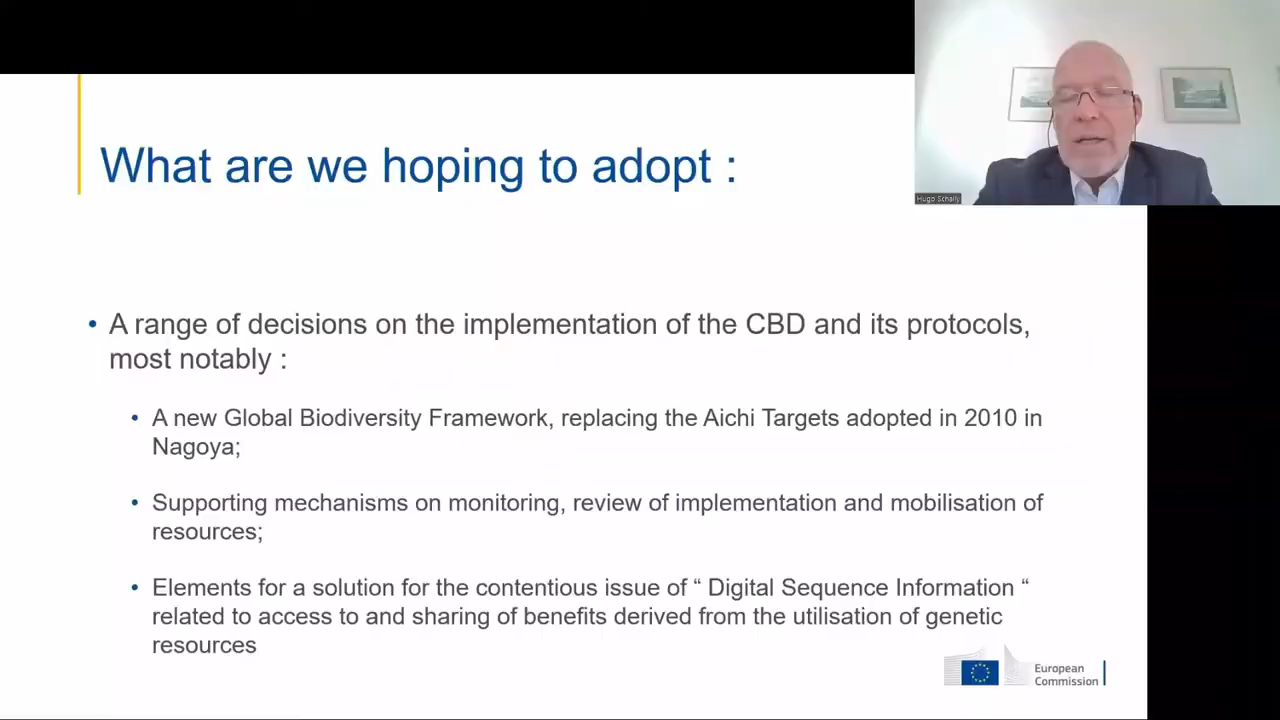 Hugo Schally
What are we hoping to adopt :
• A range of decisions on the implementation of the CBD and its protocols,
most notably :
• A new Global Biodiversity Framework, replacing the Aichi Targets adopted in 2010 in
Nagoya;
• Supporting mechanisms on monitoring, review of implementation and mobilisation of
resources;
• Elements for a solution for the contentious issue of “ Digital Sequence Information “
related to access to and sharing of benefits derived from the utilisation of genetic
resources
European
Commission